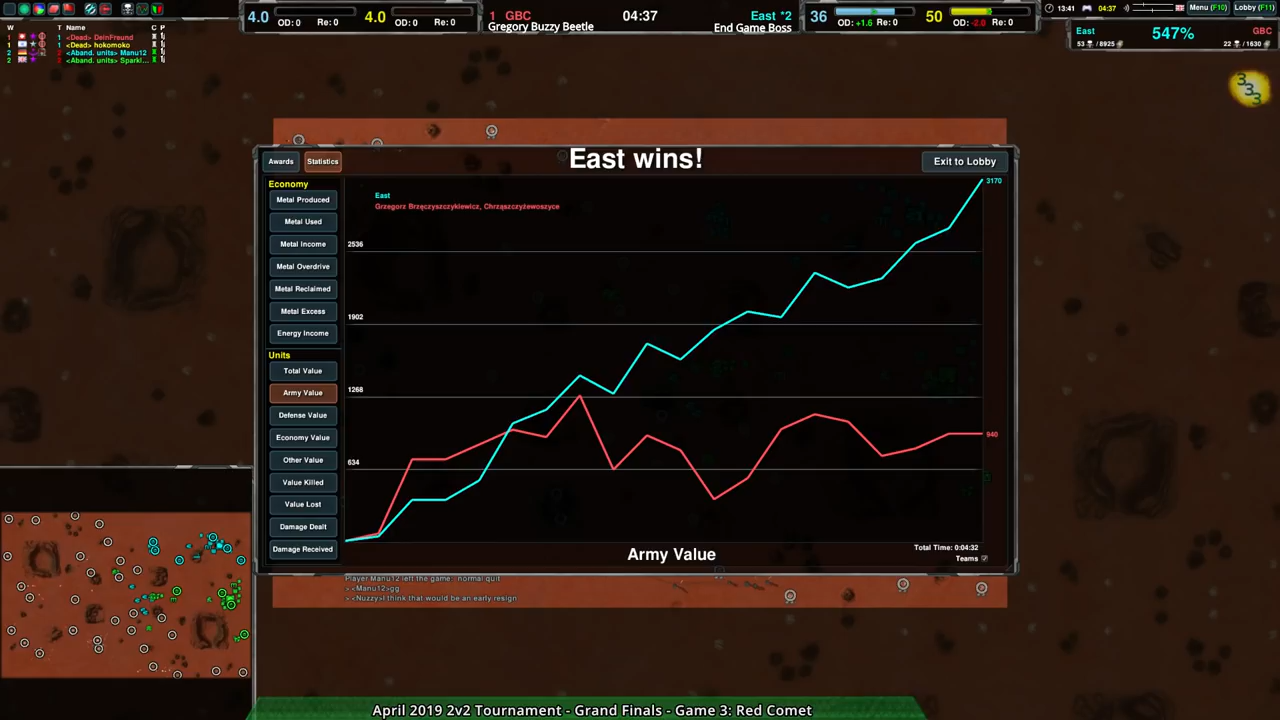 4.0 OD: 0 Re: 0 4.0 OD: 0 Re: 0
1 GBC 04:37 East *2
Gregory Buzzy Beetle End Game Boss
36 OD: +1.6 Re: 0 50 OD: -2.0 Re: 0
13:41 04:37 Menu (F10) Lobby (F11)
East 547% GBC
53 / 8925 22 / 1630
W T Name C P
1 1 <Dead> DeinFreund
1 1 <Dead> hokomoko
2 2 <Aband. units> Manu12
2 2 <Aband. units> Sparkl...
333
Awards Statistics East wins! Exit to Lobby
Economy
Metal Produced
Metal Used
Metal Income
Metal Overdrive
Metal Reclaimed
Metal Excess
Energy Income
Units
Total Value
Army Value
Defense Value
Economy Value
Other Value
Value Killed
Value Lost
Damage Dealt
Damage Received
East
Grzegorz Brzęczyszczykiewicz, Chrząszczyżewoszyce
3170
2536
1902
1268
940
634
Army Value
Total Time: 0:04:32
Teams
Player Manu12 left the game: normal quit
><Manu12>gg
><Nuzzy>I think that would be an early resign
April 2019 2v2 Tournament - Grand Finals - Game 3: Red Comet